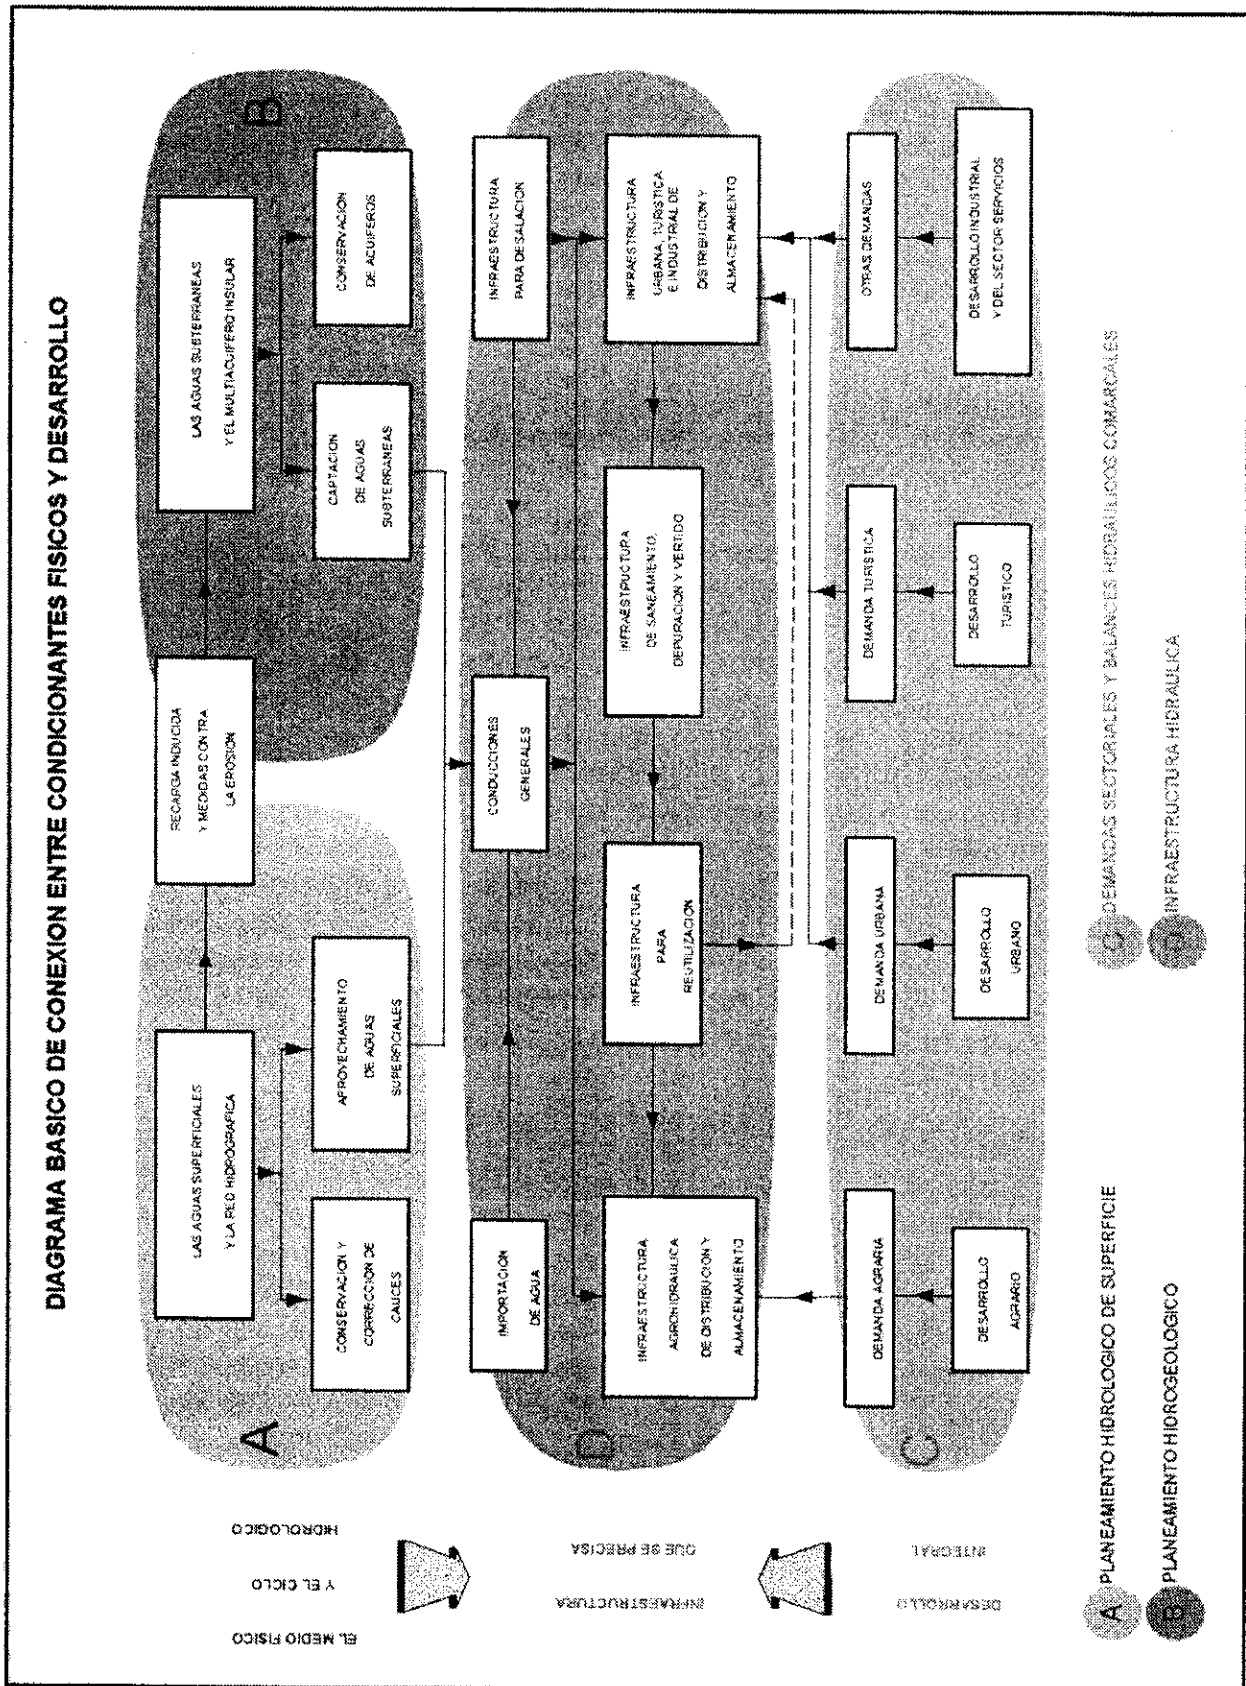 DIAGRAMA BASICO DE CONEXION ENTRE CONDICIONANTES FISICOS Y DESARROLLO
EL MEDIO FISICO
Y EL CICLO
HIDROLOGICO
A
LAS AGUAS SUPERFICIALES
Y LA RED HIDROGRAFICA
RECARGA INDUCIDA
Y MEDIDAS CONTRA
LA EROSION
LAS AGUAS SUBTERRANEAS
Y EL MULTIACUIFERO INSULAR
B
CONSERVACION Y
CORRECCION DE
CAUCES
APROVECHAMIENTO
DE AGUAS
SUPERFICIALES
CAPTACION
DE AGUAS
SUBTERRANEAS
CONSERVACION
DE ACUIFEROS
INFRAESTRUCTURA
QUE SE PRECISA
D
IMPORTACION
DE AGUA
CONDUCCIONES
GENERALES
INFRAESTRUCTURA
PARA DESALACION
INFRAESTRUCTURA
AGROHIDRAULICA
DE DISTRIBUCION Y
ALMACENAMIENTO
INFRAESTRUCTURA
PARA
REUTILIZACION
INFRAESTRUCTURA
DE SANEAMIENTO,
DEPURACION Y VERTIDO
INFRAESTRUCTURA
URBANA, TURISTICA
E INDUSTRIAL DE
DISTRIBUCION Y
ALMACENAMIENTO
DESARROLLO
INTEGRAL
C
DEMANDA AGRARIA
DEMANDA URBANA
DEMANDA TURISTICA
OTRAS DEMANDAS
DESARROLLO
AGRARIO
DESARROLLO
URBANO
DESARROLLO
TURISTICO
DESARROLLO INDUSTRIAL
Y DEL SECTOR SERVICIOS
A PLANEAMIENTO HIDROLOGICO DE SUPERFICIE
C DEMANDAS SECTORIALES Y BALANCES HIDRAULICOS COMARCALES
B PLANEAMIENTO HIDROGEOLOGICO
D INFRAESTRUCTURA HIDRAULICA